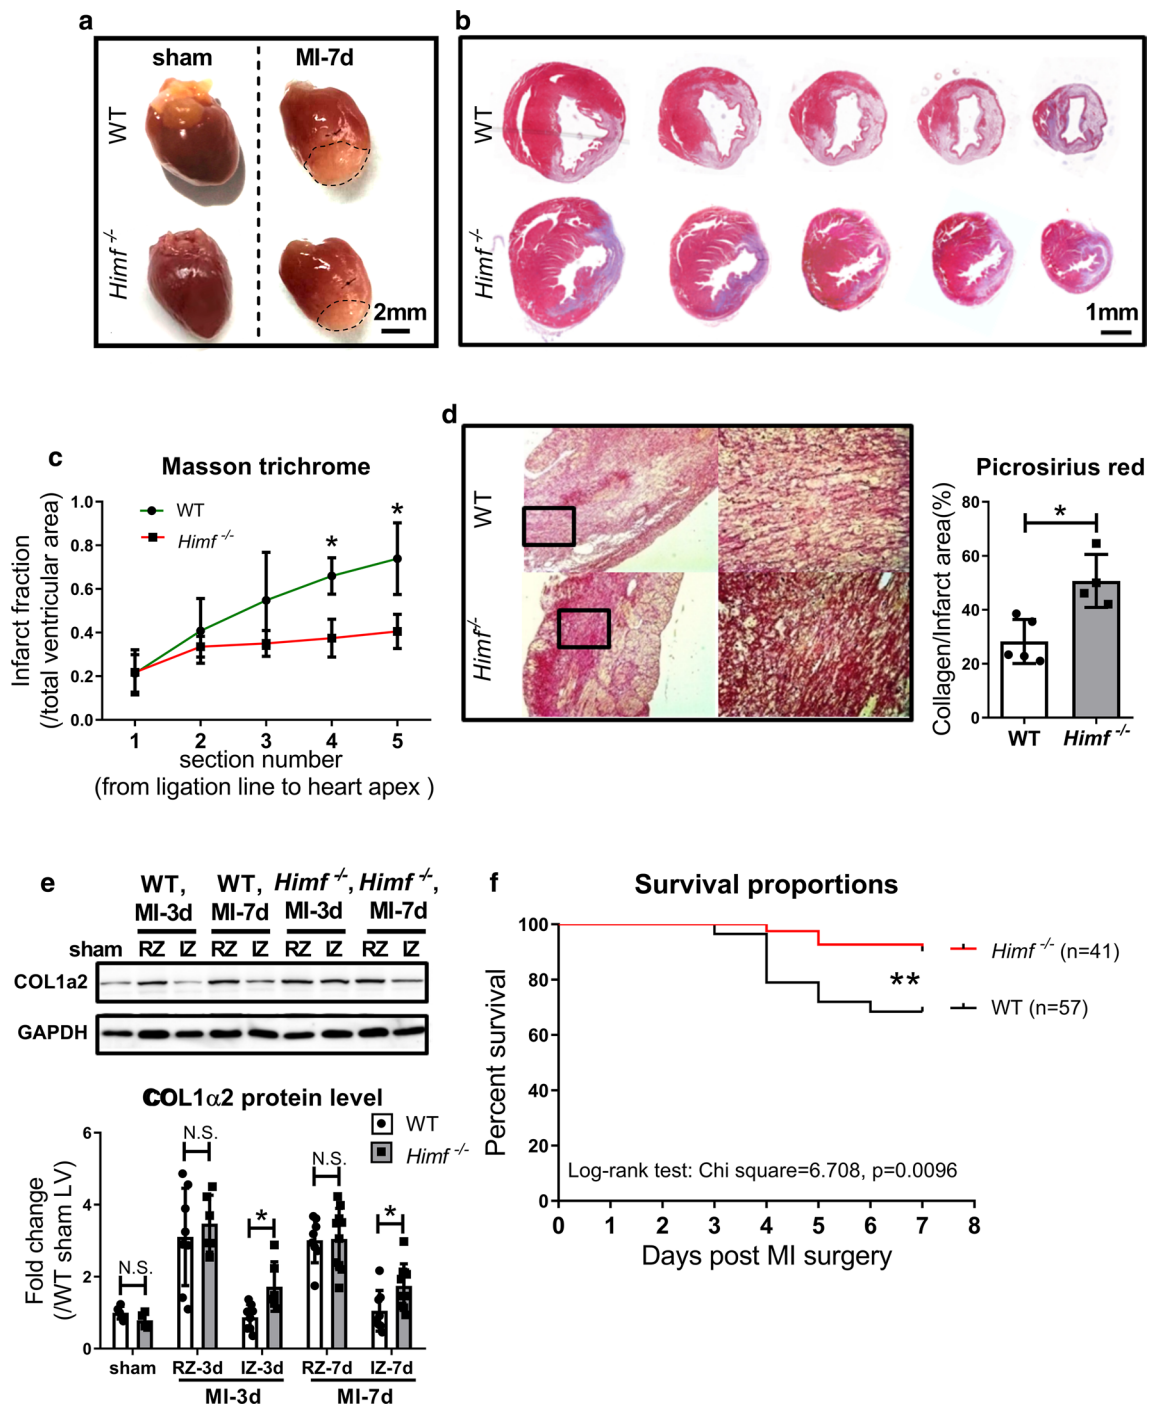 a
sham MI-7d
WT
Himf -/-
2mm
b
WT
Himf -/-
1mm
c
Masson trichrome
Infarct fraction
(/total ventricular area)
1.0
0.8
0.6
0.4
0.2
0.0
WT
Himf -/-
*
*
1 2 3 4 5
section number
(from ligation line to heart apex )
d
WT
Himf-/-
Picrosirius red
Collagen/Infarct area(%)
80
60
40
20
0
*
WT Himf -/-
e
WT, WT, Himf -/-, Himf -/-,
MI-3d MI-7d MI-3d MI-7d
sham RZ IZ RZ IZ RZ IZ RZ IZ
COL1a2
GAPDH
COL1α2 protein level
WT
Himf -/-
Fold change
(/WT sham LV)
6
4
2
0
N.S.
N.S.
*
N.S.
*
sham RZ-3d IZ-3d RZ-7d IZ-7d
MI-3d MI-7d
f
Survival proportions
Percent survival
100
80
60
40
20
0
Himf -/- (n=41)
**
WT (n=57)
Log-rank test: Chi square=6.708, p=0.0096
0 1 2 3 4 5 6 7 8
Days post MI surgery